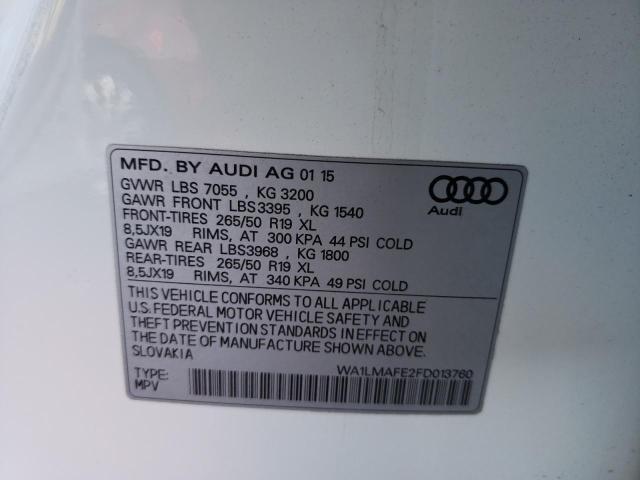 MFD. BY AUDI AG 01 15
GVWR LBS 7055 , KG 3200
GAWR FRONT LBS3395 , KG 1540
FRONT-TIRES 265/50 R19 XL
8,5JX19 RIMS, AT 300 KPA 44 PSI COLD
GAWR REAR LBS3968 , KG 1800
REAR-TIRES 265/50 R19 XL
8,5JX19 RIMS, AT 340 KPA 49 PSI COLD
Audi
THIS VEHICLE CONFORMS TO ALL APPLICABLE
U.S. FEDERAL MOTOR VEHICLE SAFETY AND
THEFT PREVENTION STANDARDS IN EFFECT ON
THE DATE OF MANUFACTURE SHOWN ABOVE.
SLOVAKIA
TYPE: WA1LMAFE2FD013760
MPV